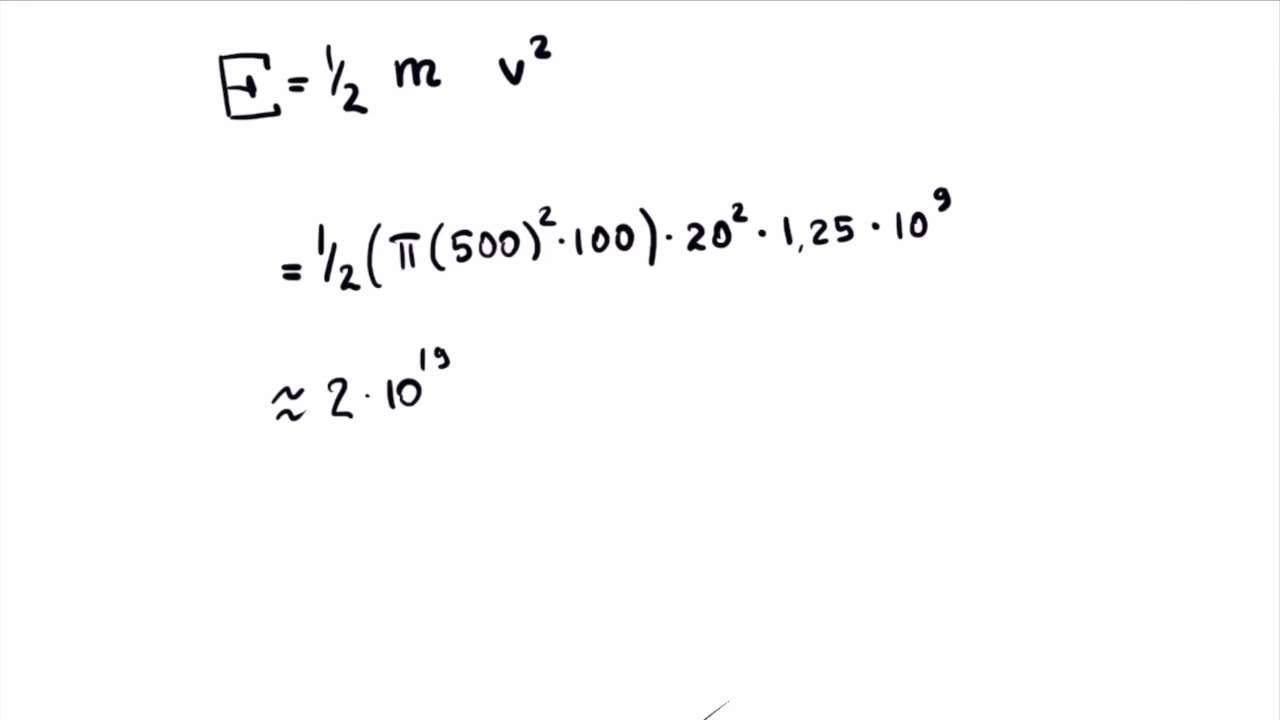 E = 1/2 m v²
= 1/2 (π(500)²·100)·20²·1,25·10⁹
≈ 2·10¹⁹